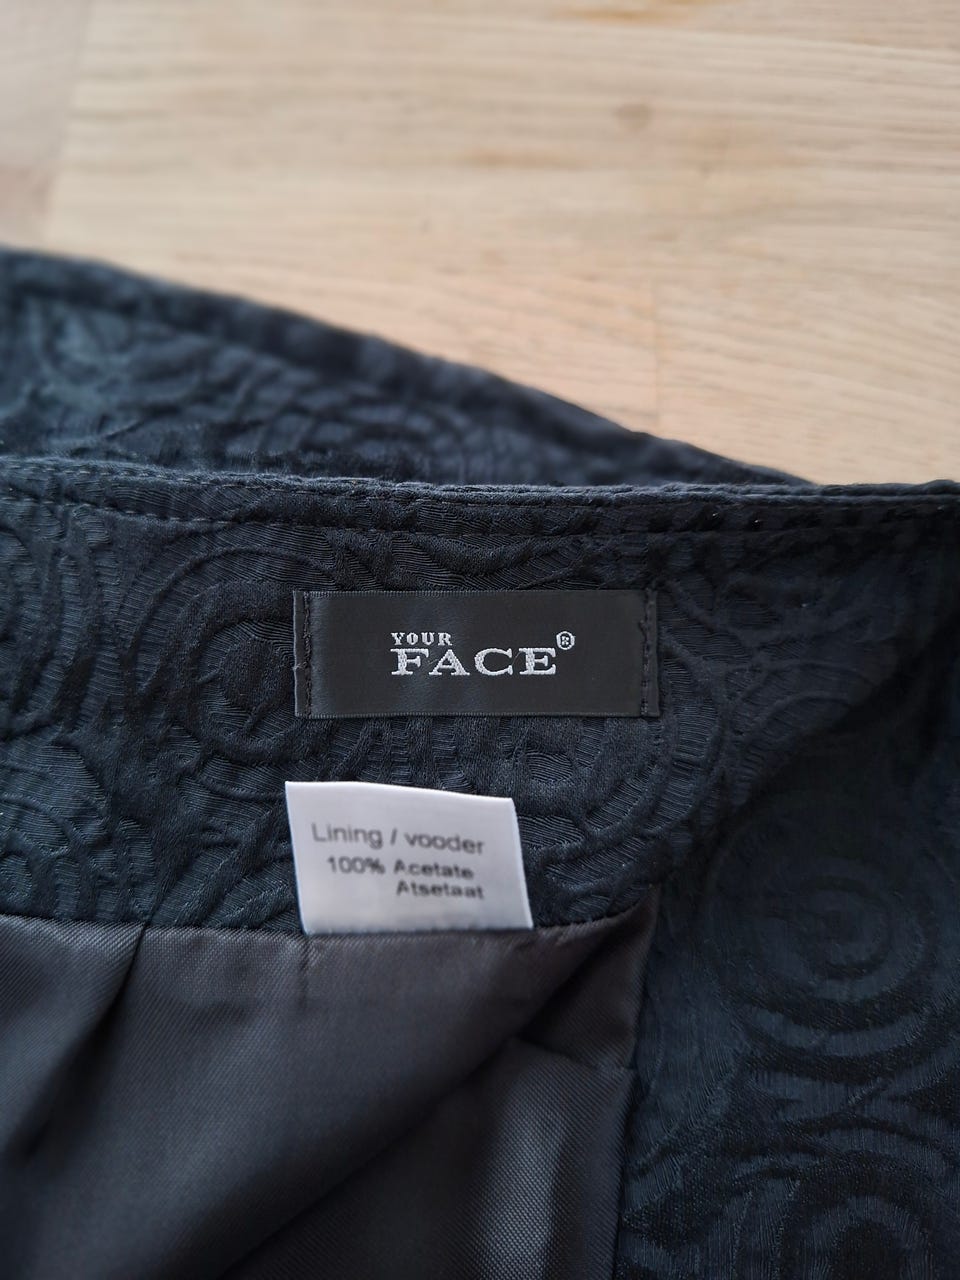 YOUR
FACE®
Lining / vooder
100% Acetate
Atsetaat